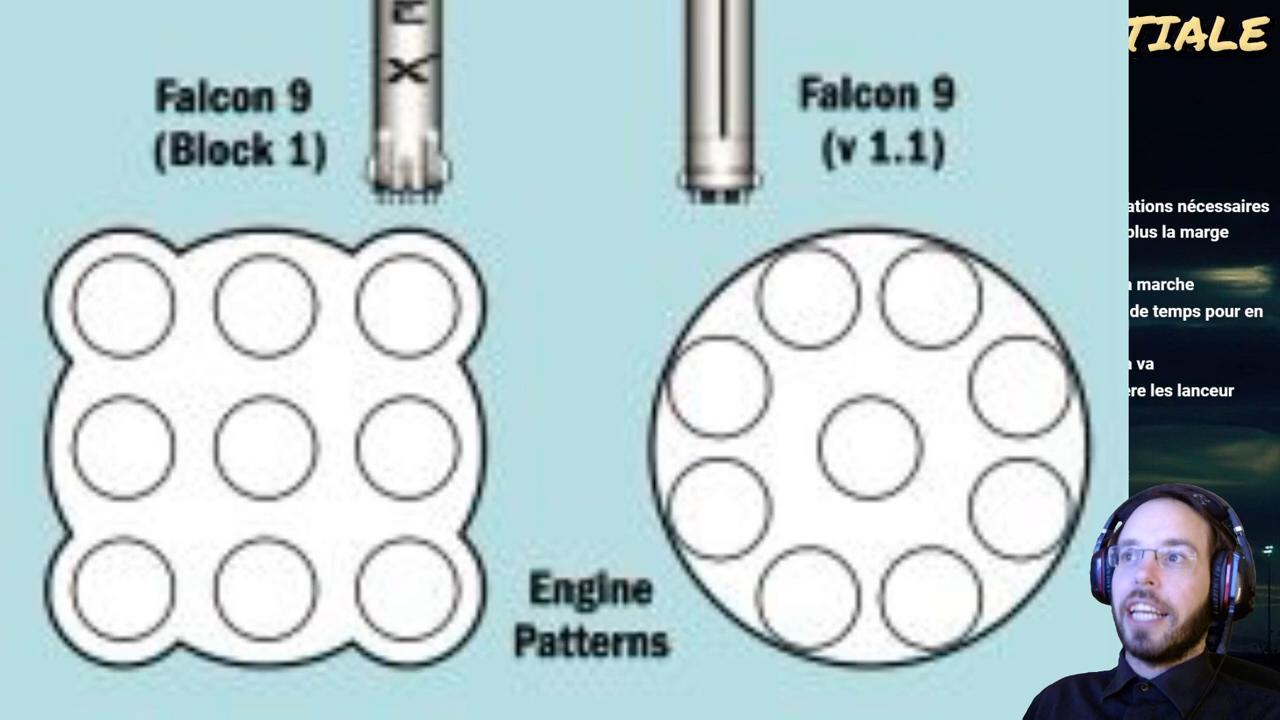 TIALE
E
X
Falcon 9
(Block 1)
Falcon 9
(v 1.1)
ations nécessaires
plus la marge
marche
de temps pour en
va
ère les lanceur
Engine
Patterns